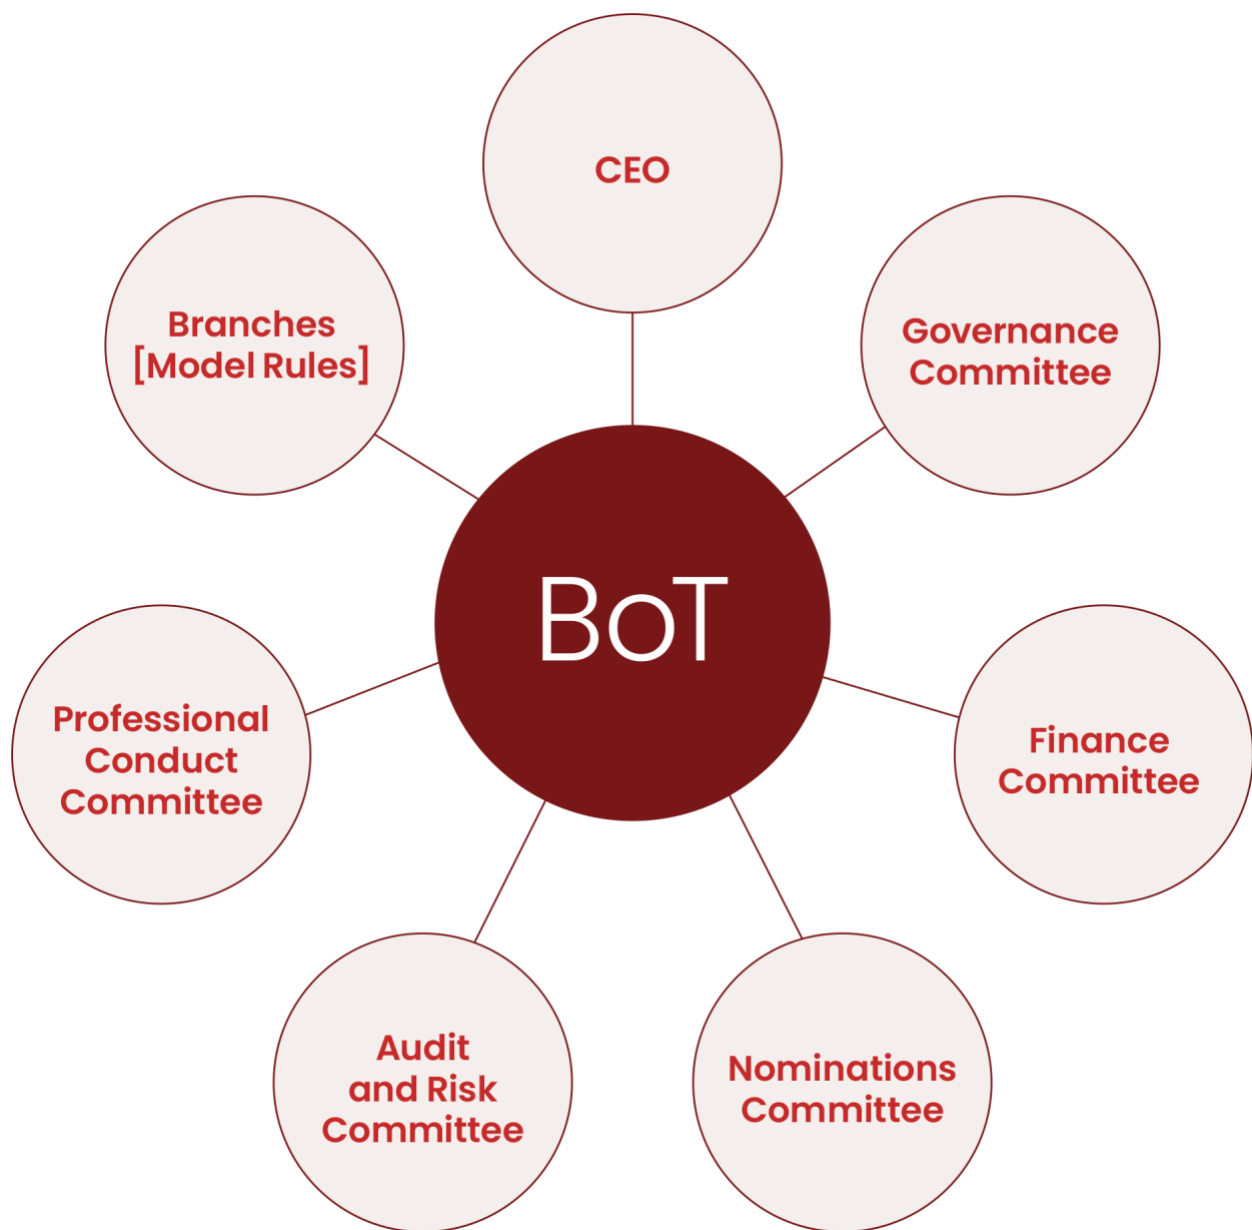 CEO
Governance
Committee
Finance
Committee
Nominations
Committee
Audit
and Risk
Committee
Professional
Conduct
Committee
Branches
[Model Rules]
BoT